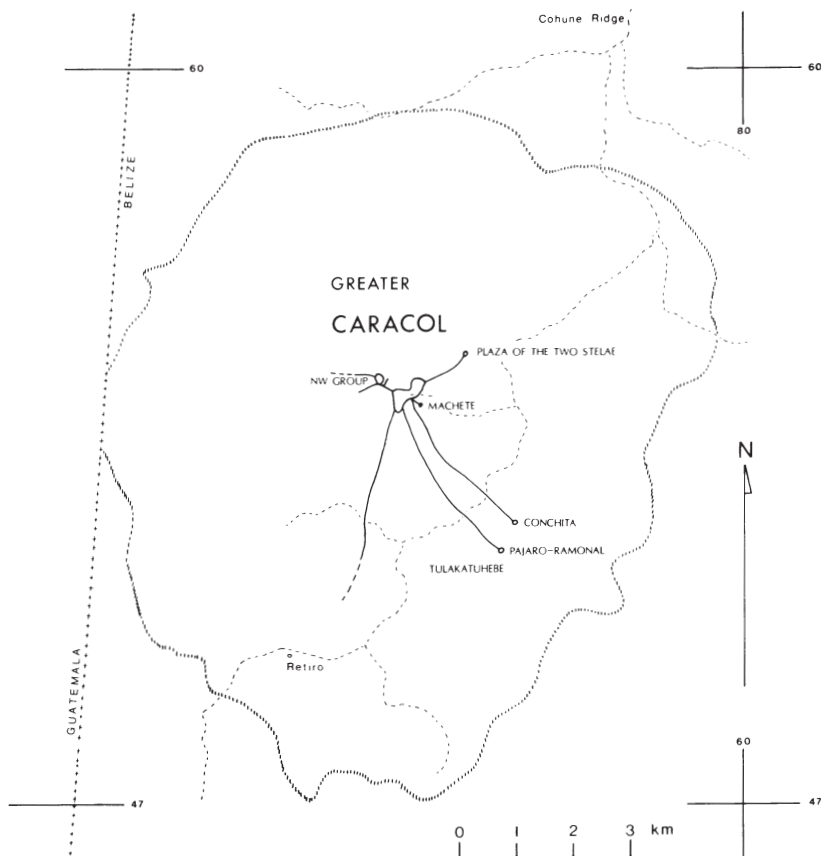 Cohune Ridge
60
60
80
BELIZE
GREATER
CARACOL
PLAZA OF THE TWO STELAE
NW GROUP
MACHETE
N
CONCHITA
PAJARO-RAMONAL
TULAKATUHEBE
Retiro
GUATEMALA
60
47
47
0 1 2 3 km